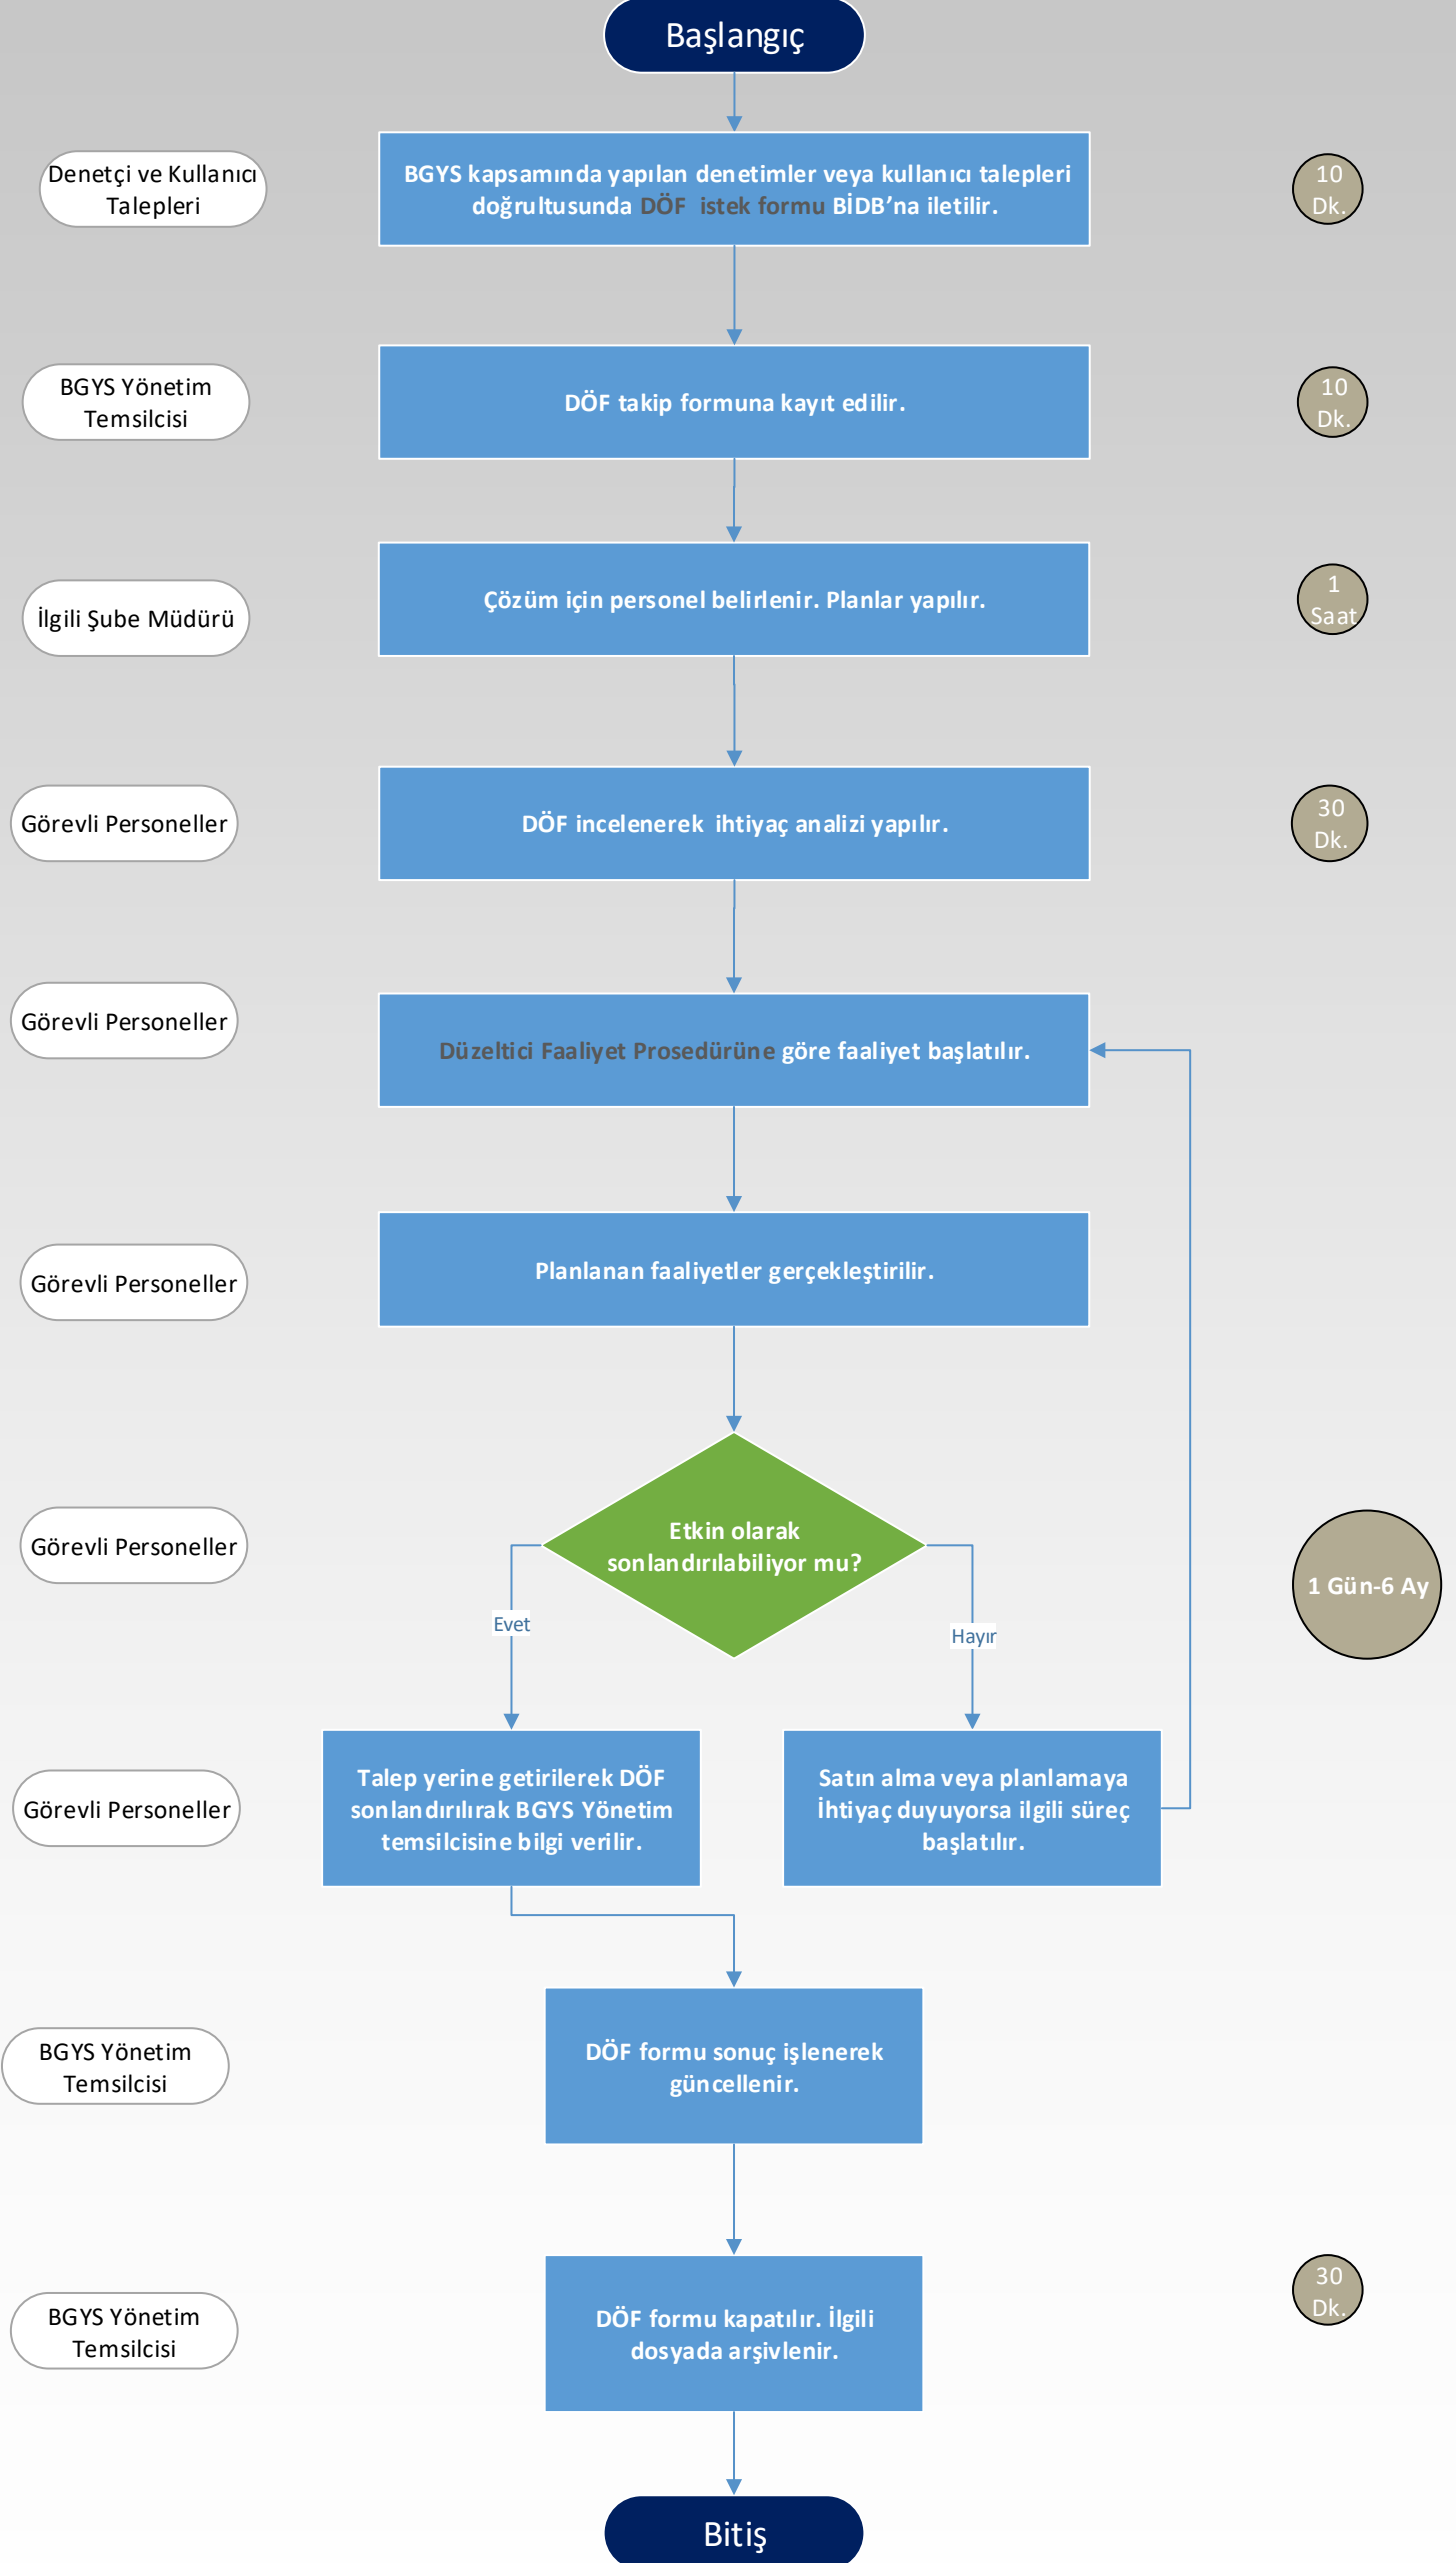 Başlangıç
Denetçi ve Kullanıcı
Talepleri
BGYS kapsamında yapılan denetimler veya kullanıcı talepleri
doğrultusunda DÖF istek formu BİDB’na iletilir.
10
Dk.
BGYS Yönetim
Temsilcisi
DÖF takip formuna kayıt edilir.
10
Dk.
İlgili Şube Müdürü
Çözüm için personel belirlenir. Planlar yapılır.
1
Saat
Görevli Personeller
DÖF incelenerek ihtiyaç analizi yapılır.
30
Dk.
Görevli Personeller
Düzeltici Faaliyet Prosedürüne göre faaliyet başlatılır.
Görevli Personeller
Planlanan faaliyetler gerçekleştirilir.
Görevli Personeller
Etkin olarak
sonlandırılabiliyor mu?
1 Gün-6 Ay
Evet
Hayır
Görevli Personeller
Talep yerine getirilerek DÖF
sonlandırılırak BGYS Yönetim
temsilcisine bilgi verilir.
Satın alma veya planlamaya
İhtiyaç duyuyorsa ilgili süreç
başlatılır.
BGYS Yönetim
Temsilcisi
DÖF formu sonuç işlenerek
güncellenir.
BGYS Yönetim
Temsilcisi
DÖF formu kapatılır. İlgili
dosyada arşivlenir.
30
Dk.
Bitiş